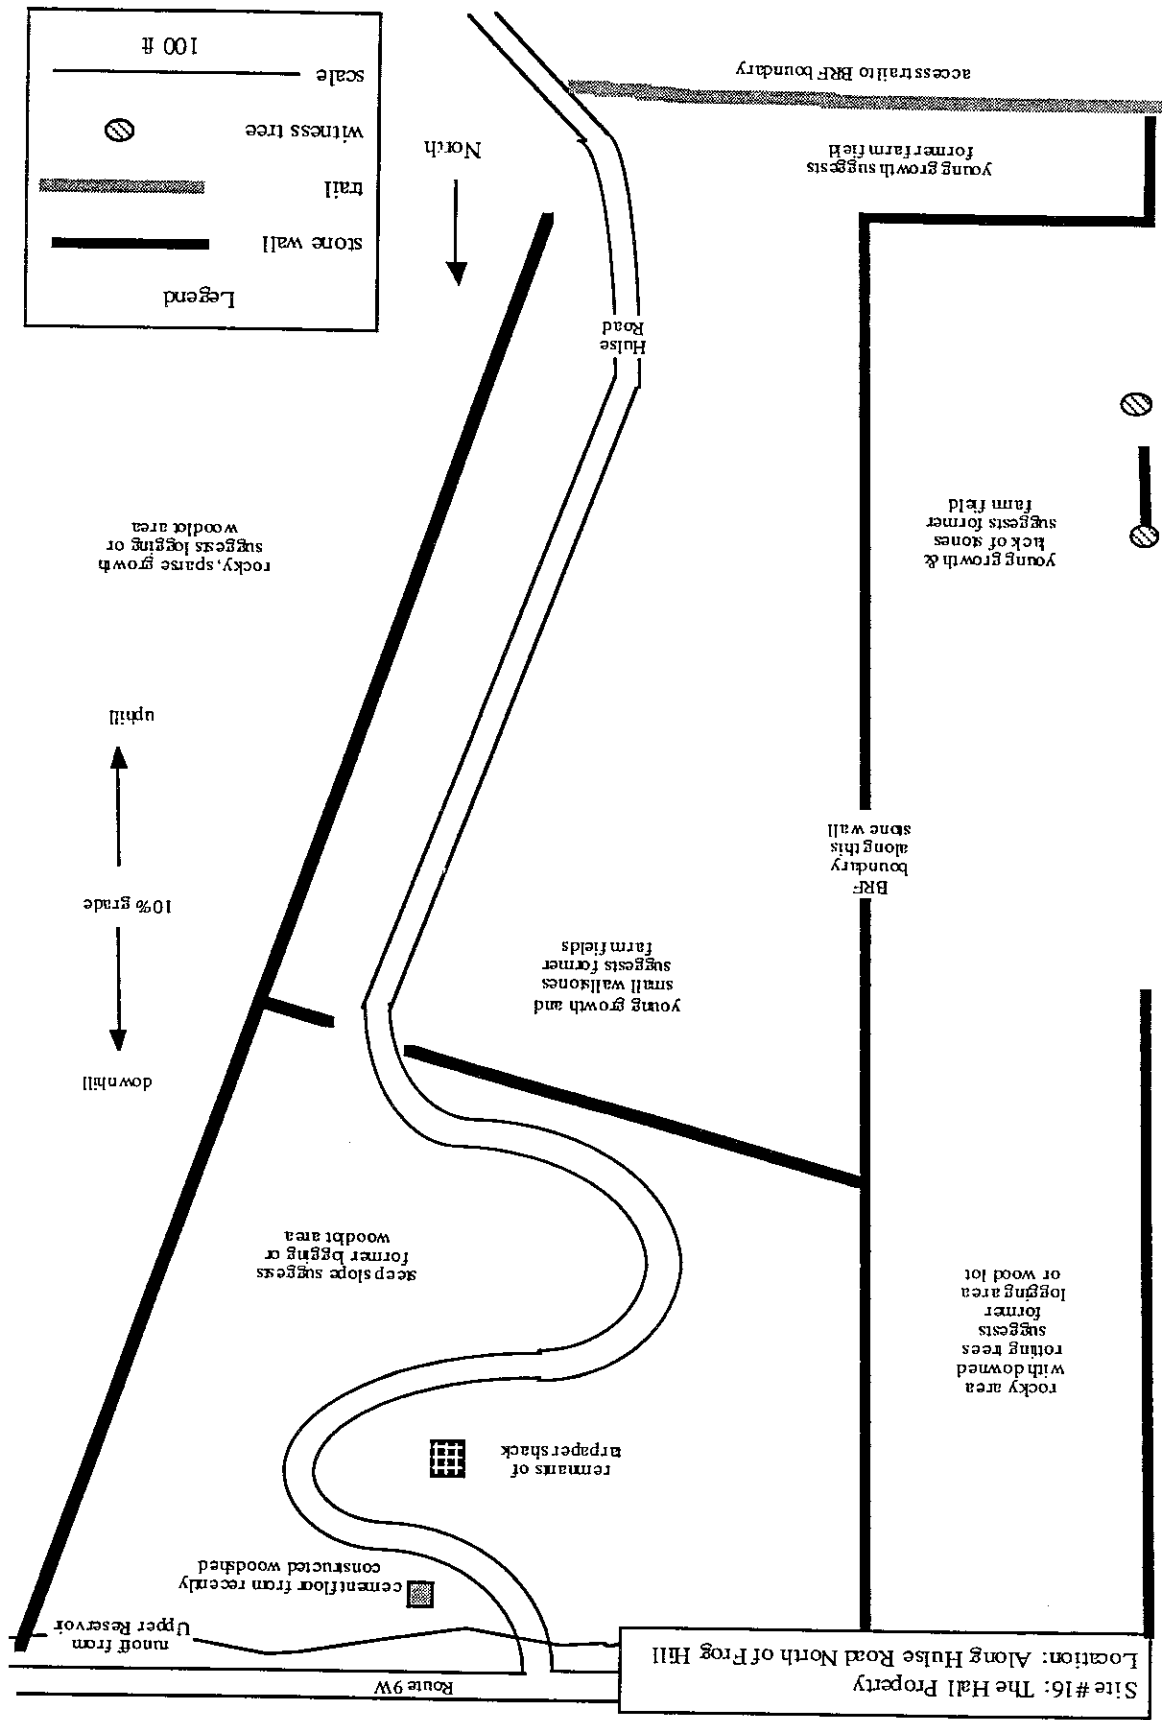 Site #16: The Hall Property
Location: Along Hulse Road North of Frog Hill
Route 9W
runoff from
Upper Reservoir
cement floor from recently
constructed woodshed
remnants of
tarpaper shack
rocky area
with downed
rotting trees
suggests
former
logging area
or wood lot
steep slope suggests
former logging or
woodlot area
downhill
10% grade
uphill
young growth and
small wallstones
suggests former
farm fields
BRF
boundary
along this
stone wall
young growth &
lack of stones
suggests former
farm field
rocky, sparse growth
suggests logging or
woodlot area
Hulse
Road
North
young growth suggests
former farm field
access trail to BRF boundary
Legend
stone wall
trail
witness tree
scale
100 ft